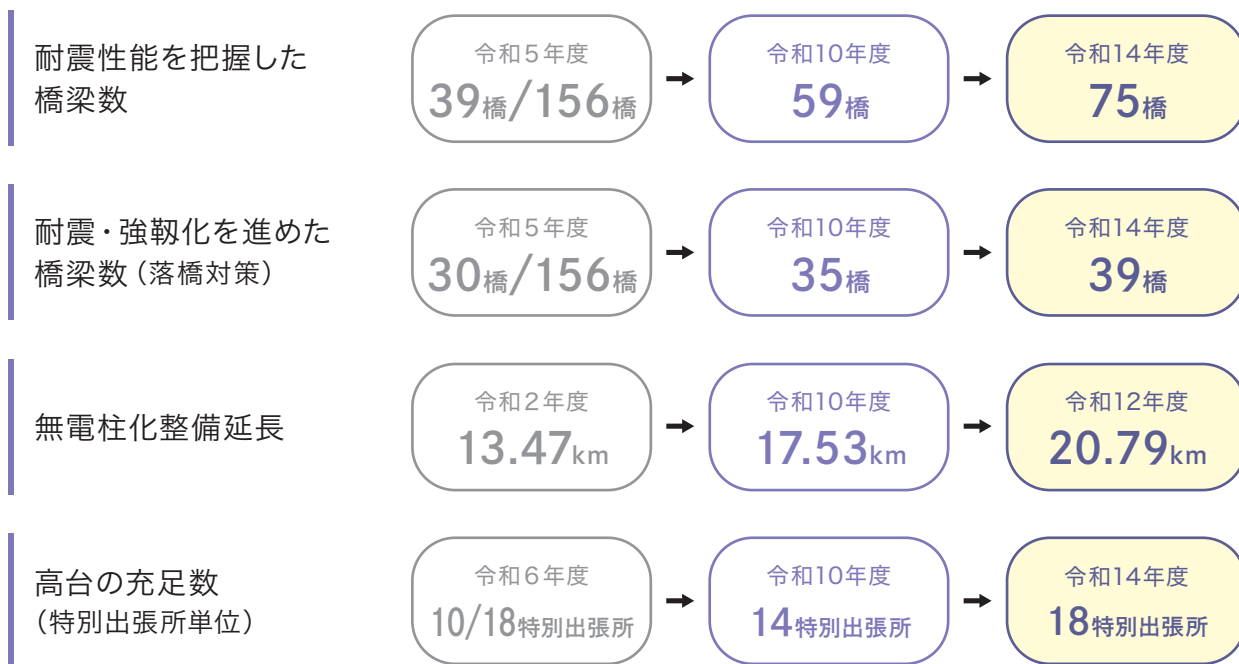 耐震性能を把握した
橋梁数
令和5年度
39橋/156橋
令和10年度
59橋
令和14年度
75橋
耐震・強靱化を進めた
橋梁数（落橋対策）
令和5年度
30橋/156橋
令和10年度
35橋
令和14年度
39橋
無電柱化整備延長
令和2年度
13.47km
令和10年度
17.53km
令和12年度
20.79km
高台の充足数
（特別出張所単位）
令和6年度
10/18特別出張所
令和10年度
14特別出張所
令和14年度
18特別出張所